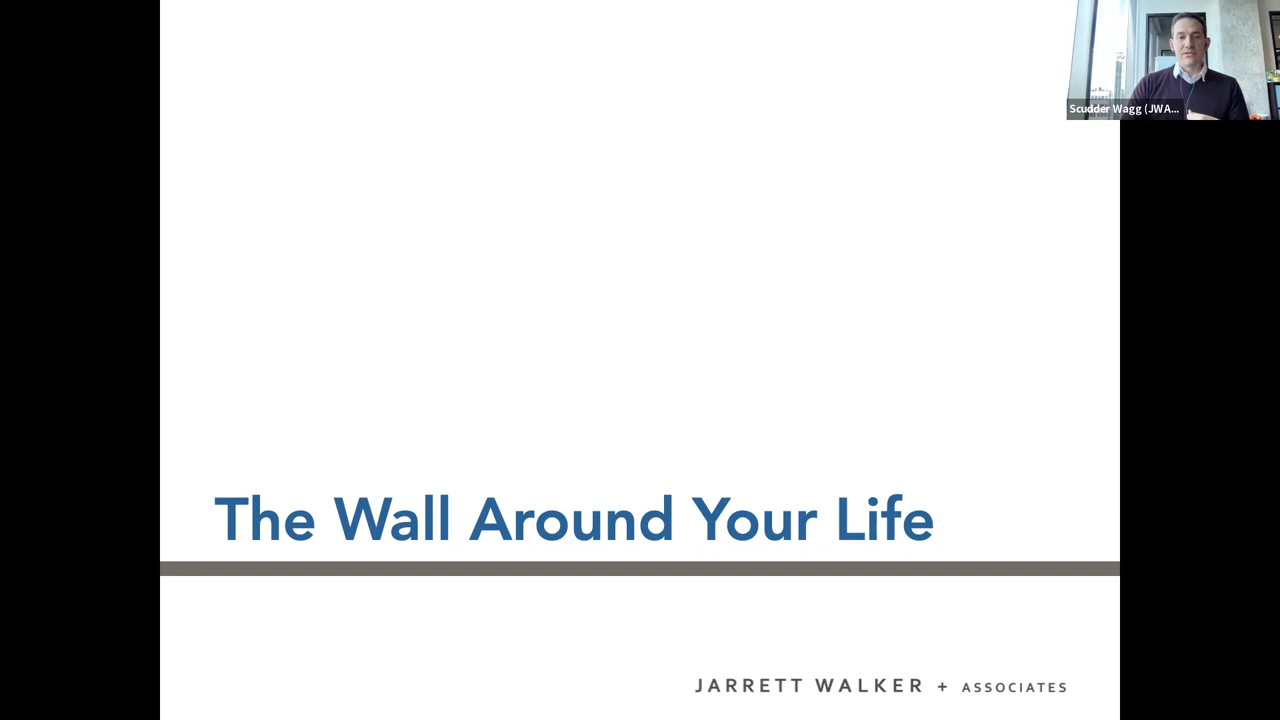 Scudder Wagg (JWA...
The Wall Around Your Life
JARRETT WALKER + ASSOCIATES